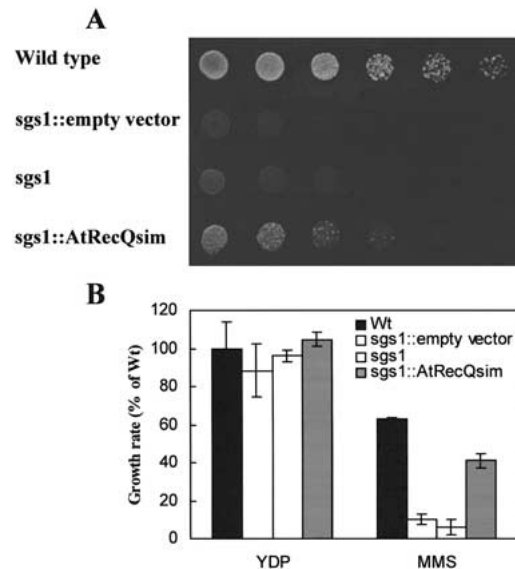 A
Wild type
sgs1::empty vector
sgs1
sgs1::AtRecQsim
B
Growth rate (% of Wt)
120
100
80
60
40
20
0
Wt
sgs1::empty vector
sgs1
sgs1::AtRecQsim
YDP
MMS